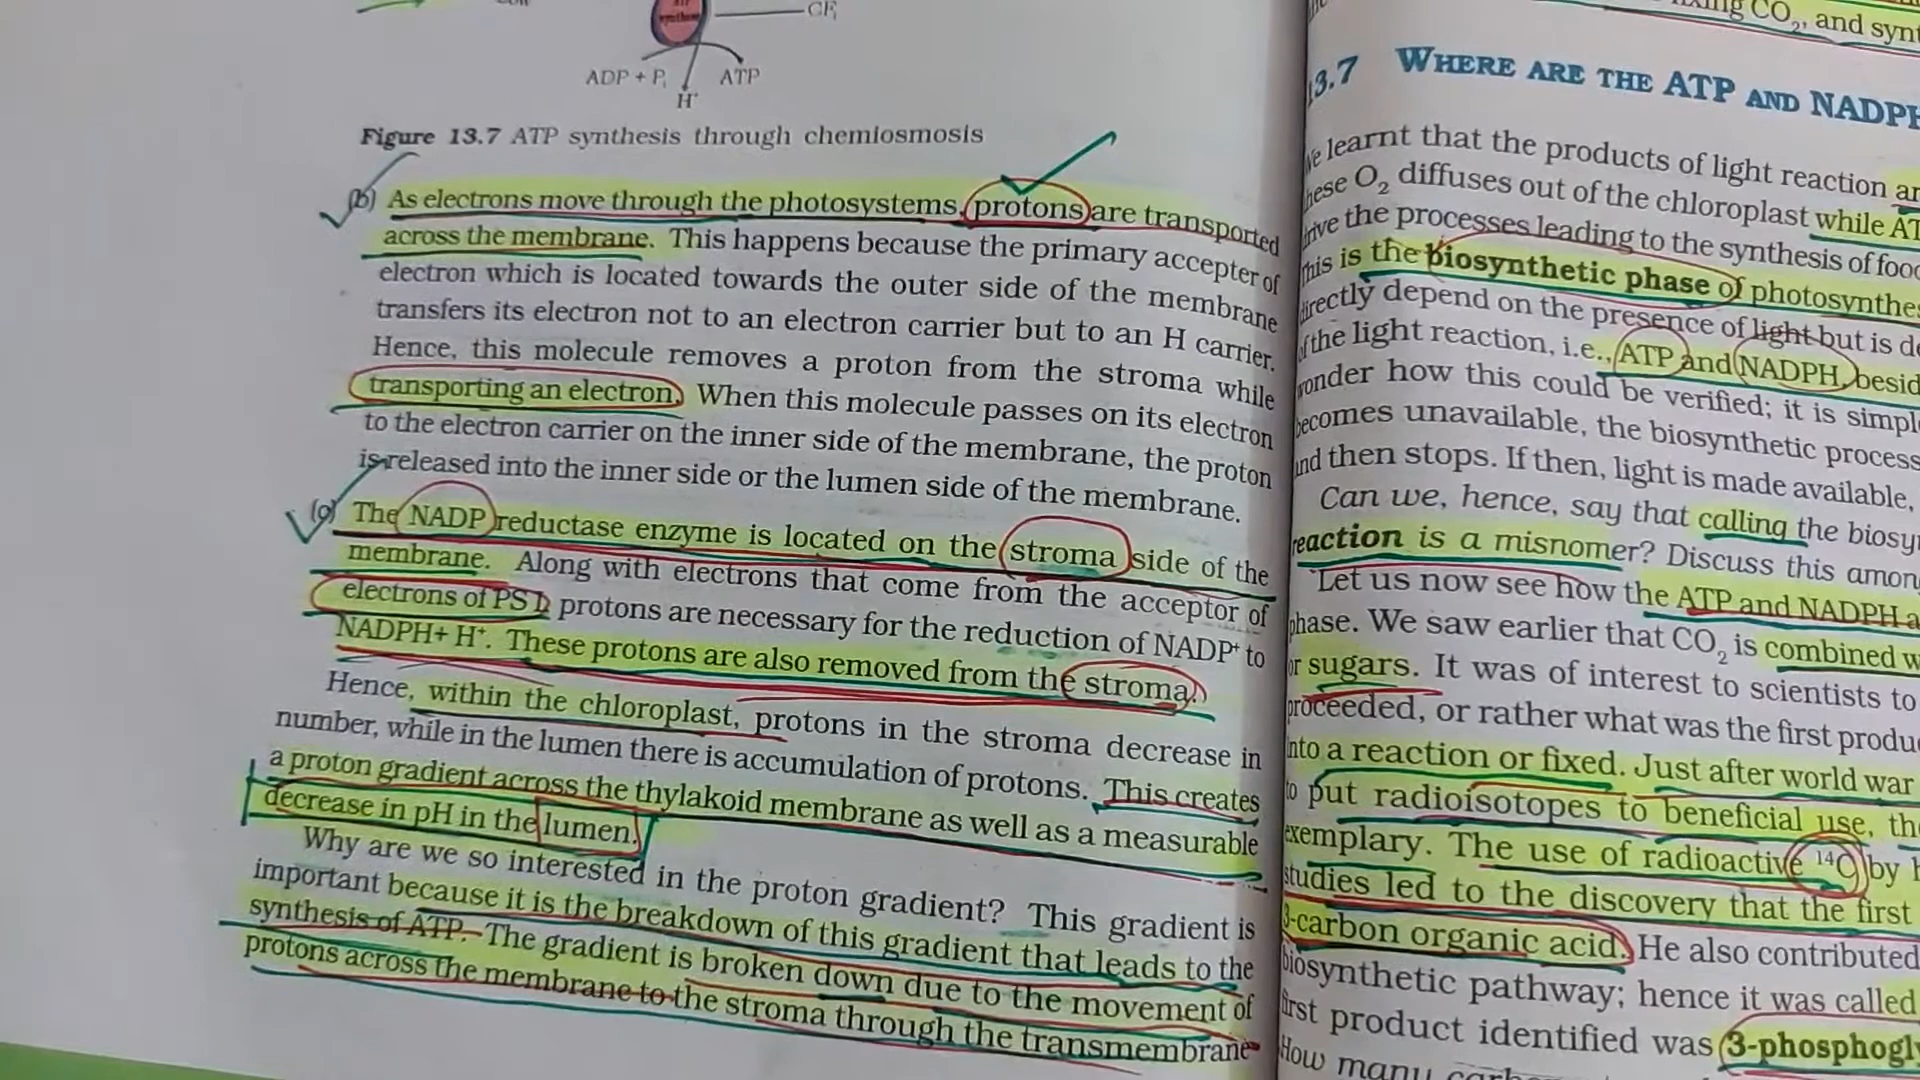 ATP
synthase
CF₁
ADP + Pᵢ
ATP
H⁺
Figure 13.7 ATP synthesis through chemiosmosis
(b) As electrons move through the photosystems, protons are transported
across the membrane. This happens because the primary accepter of
electron which is located towards the outer side of the membrane
transfers its electron not to an electron carrier but to an H carrier.
Hence, this molecule removes a proton from the stroma while
transporting an electron. When this molecule passes on its electron
to the electron carrier on the inner side of the membrane, the proton
is released into the inner side or the lumen side of the membrane.
(c) The NADP reductase enzyme is located on the stroma side of the
membrane. Along with electrons that come from the acceptor of
electrons of PS I, protons are necessary for the reduction of NADP⁺ to
NADPH+ H⁺. These protons are also removed from the stroma.
Hence, within the chloroplast, protons in the stroma decrease in
number, while in the lumen there is accumulation of protons. This creates
a proton gradient across the thylakoid membrane as well as a measurable
decrease in pH in the lumen.
Why are we so interested in the proton gradient? This gradient is
important because it is the breakdown of this gradient that leads to the
synthesis of ATP. The gradient is broken down due to the movement of
protons across the membrane to the stroma through the transmembrane
CO₂, and
13.7 WHERE ARE THE ATP AND NADPH
learnt that the products of light reaction
O₂ diffuses out of the chloroplast while
the processes leading to the synthesis of
is the biosynthetic phase of
directly depend on the presence of light but is
the light reaction, i.e., ATP and NADPH,
wonder how this could be verified; it is
becomes unavailable, the biosynthetic
and then stops. If then, light is made available,
Can we, hence, say that calling the
reaction is a misnomer? Discuss this
Let us now see how the ATP and NADPH
phase. We saw earlier that CO₂ is combined
or sugars. It was of interest to scientists to
proceeded, or rather what was the first
into a reaction or fixed. Just after world war
to put radioisotopes to beneficial use,
exemplary. The use of radioactive ¹⁴C by
studies led to the discovery that the first
3-carbon organic acid. He also contributed
biosynthetic pathway; hence it was called
first product identified was
How many